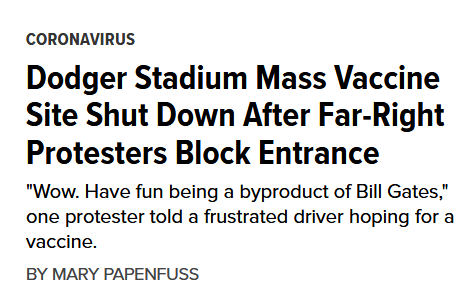 CORONAVIRUS
Dodger Stadium Mass Vaccine
Site Shut Down After Far-Right
Protesters Block Entrance
"Wow. Have fun being a byproduct of Bill Gates,"
one protester told a frustrated driver hoping for a
vaccine.
BY MARY PAPENFUSS